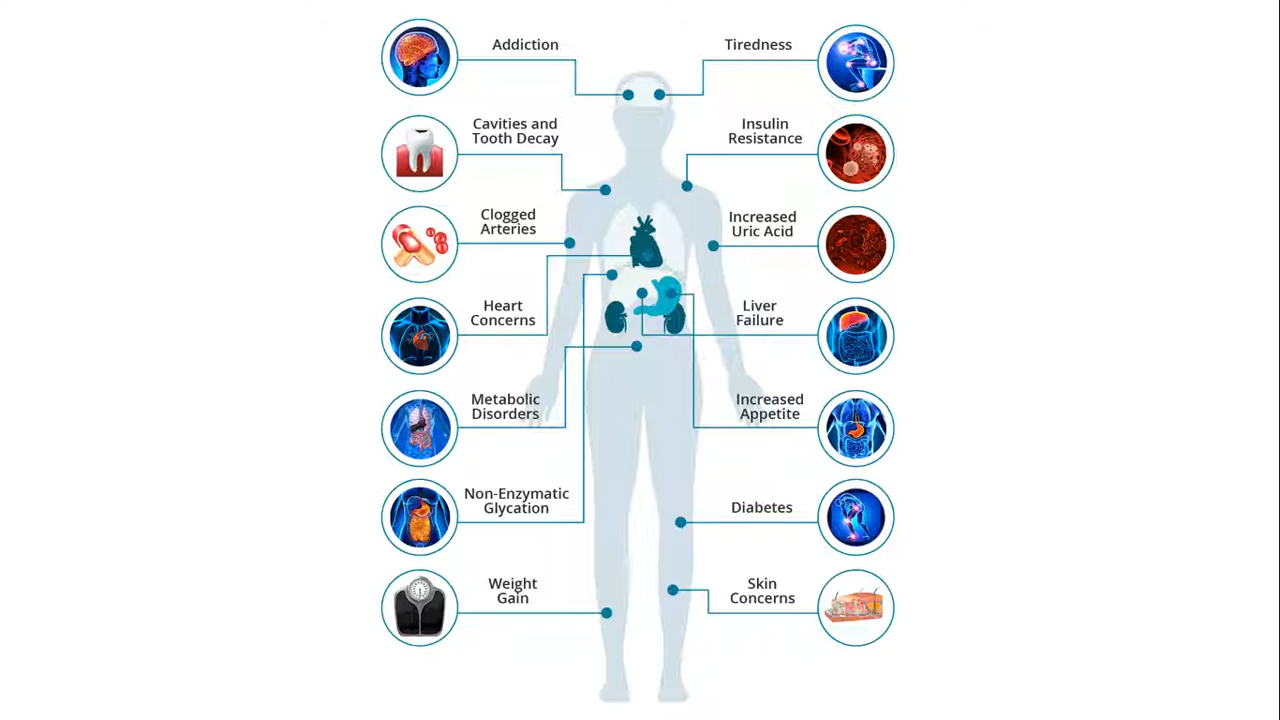 Addiction
Tiredness
Cavities and
Tooth Decay
Insulin
Resistance
Clogged
Arteries
Increased
Uric Acid
Heart
Concerns
Liver
Failure
Metabolic
Disorders
Increased
Appetite
Non-Enzymatic
Glycation
Diabetes
Weight
Gain
Skin
Concerns